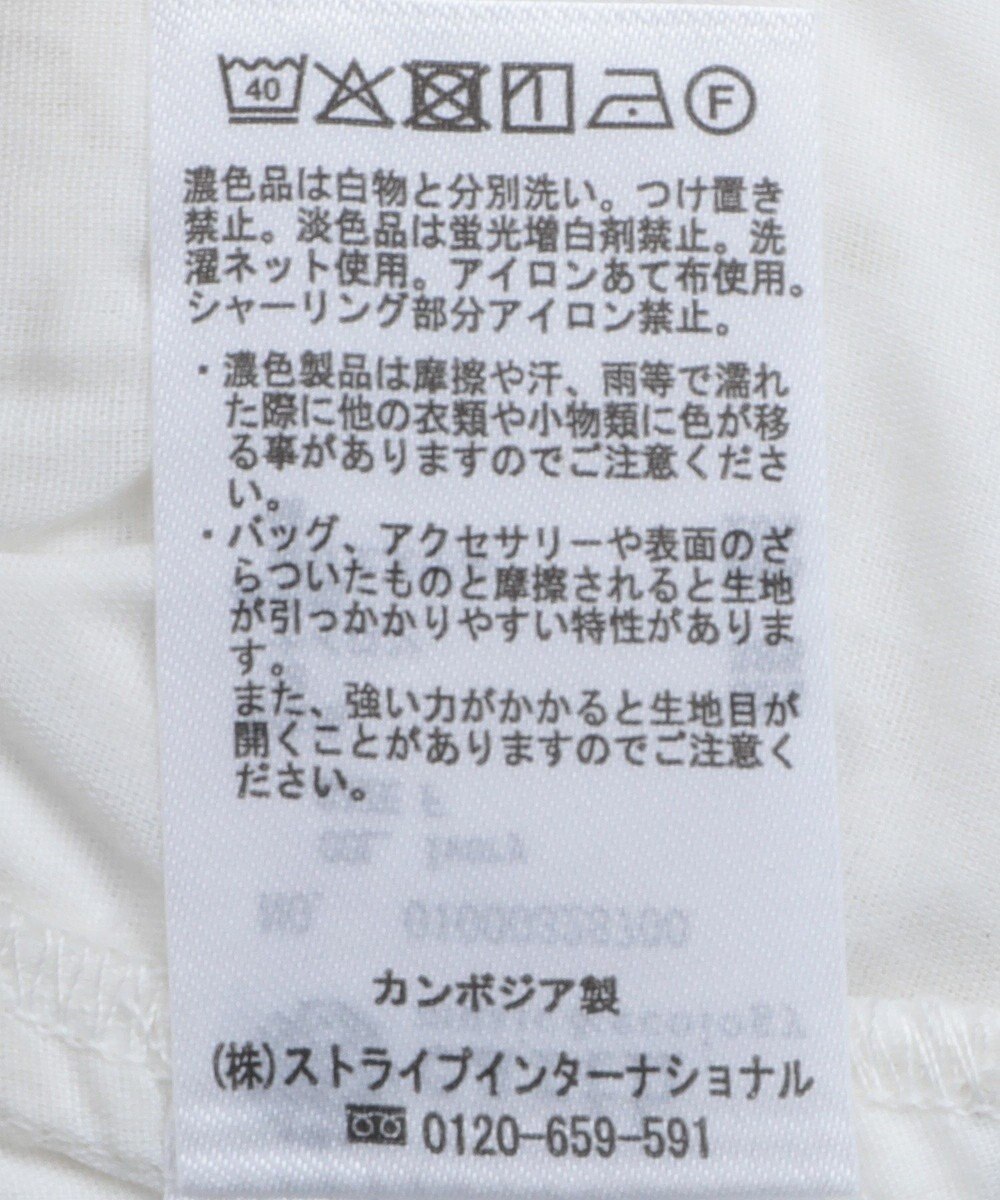 40 F
濃色品は白物と分別洗い。つけ置き
禁止。淡色品は蛍光増白剤禁止。洗
濯ネット使用。アイロンあて布使用。
シャーリング部分アイロン禁止。
・濃色製品は摩擦や汗、雨等で濡れ
た際に他の衣類や小物類に色が移
る事がありますのでご注意くださ
い。
・バッグ、アクセサリーや表面のざ
らついたものと摩擦されると生地
が引っかかりやすい特性がありま
す。
また、強い力がかかると生地目が
開くことがありますのでご注意く
ださい。
カンボジア製
(株)ストライプインターナショナル
0120-659-591